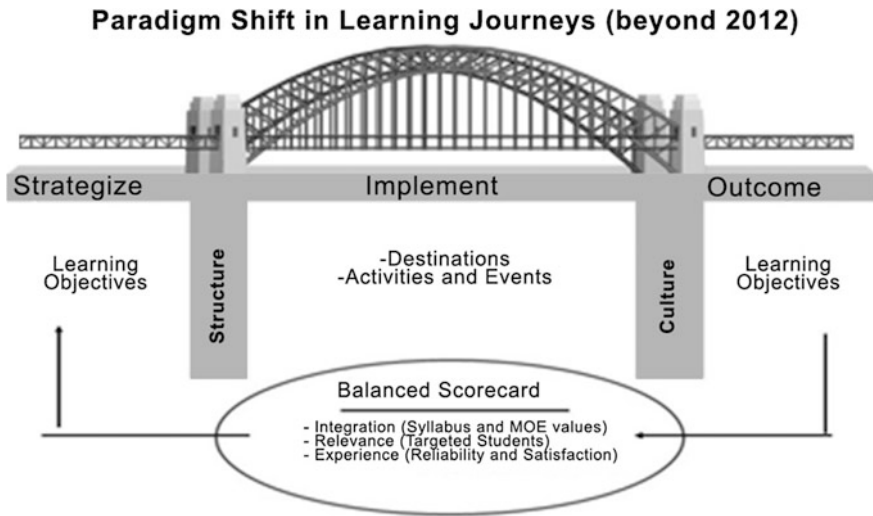 Paradigm Shift in Learning Journeys (beyond 2012)
Strategize
Implement
Outcome
Learning
Objectives
Structure
-Destinations
-Activities and Events
Culture
Learning
Objectives
Balanced Scorecard
- Integration (Syllabus and MOE values)
- Relevance (Targeted Students)
- Experience (Reliability and Satisfaction)